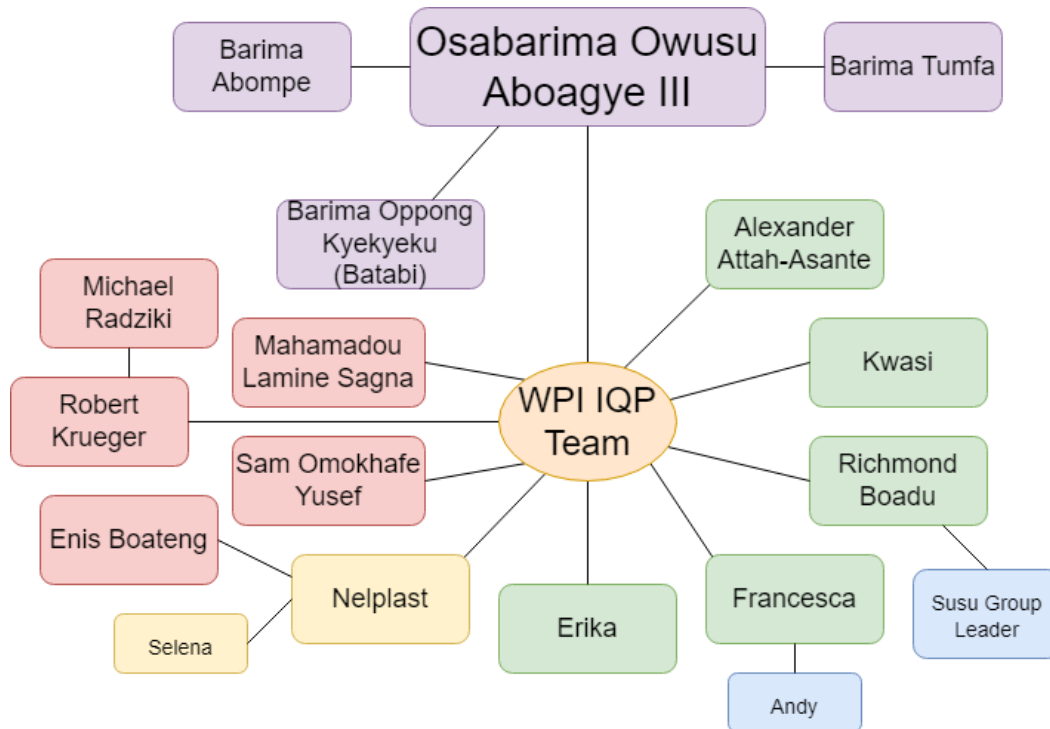 Barima
Abompe
Osabarima Owusu
Aboagye III
Barima Tumfa
Barima Oppong
Kyekyeku
(Batabi)
Alexander
Attah-Asante
Michael
Radziki
Mahamadou
Lamine Sagna
Kwasi
Robert
Krueger
WPI IQP
Team
Sam Omokhafe
Yusef
Richmond
Boadu
Enis Boateng
Nelplast
Erika
Francesca
Susu Group
Leader
Selena
Andy